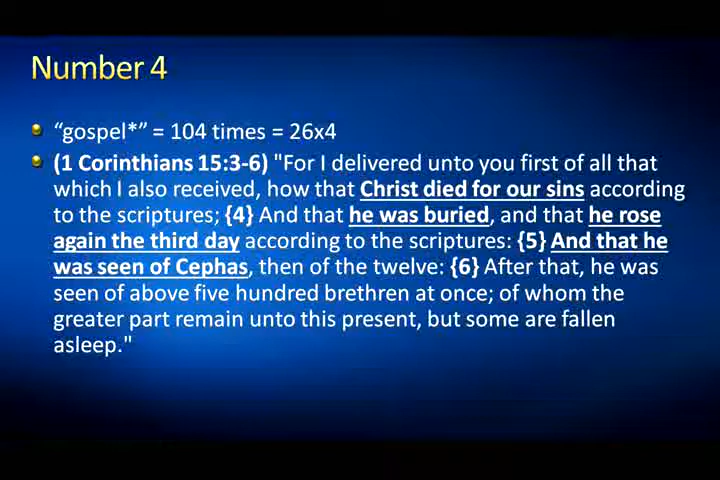 Number 4
“gospel*” = 104 times = 26x4
(1 Corinthians 15:3-6) "For I delivered unto you first of all that
which I also received, how that Christ died for our sins according
to the scriptures; {4} And that he was buried, and that he rose
again the third day according to the scriptures: {5} And that he
was seen of Cephas, then of the twelve: {6} After that, he was
seen of above five hundred brethren at once; of whom the
greater part remain unto this present, but some are fallen
asleep."